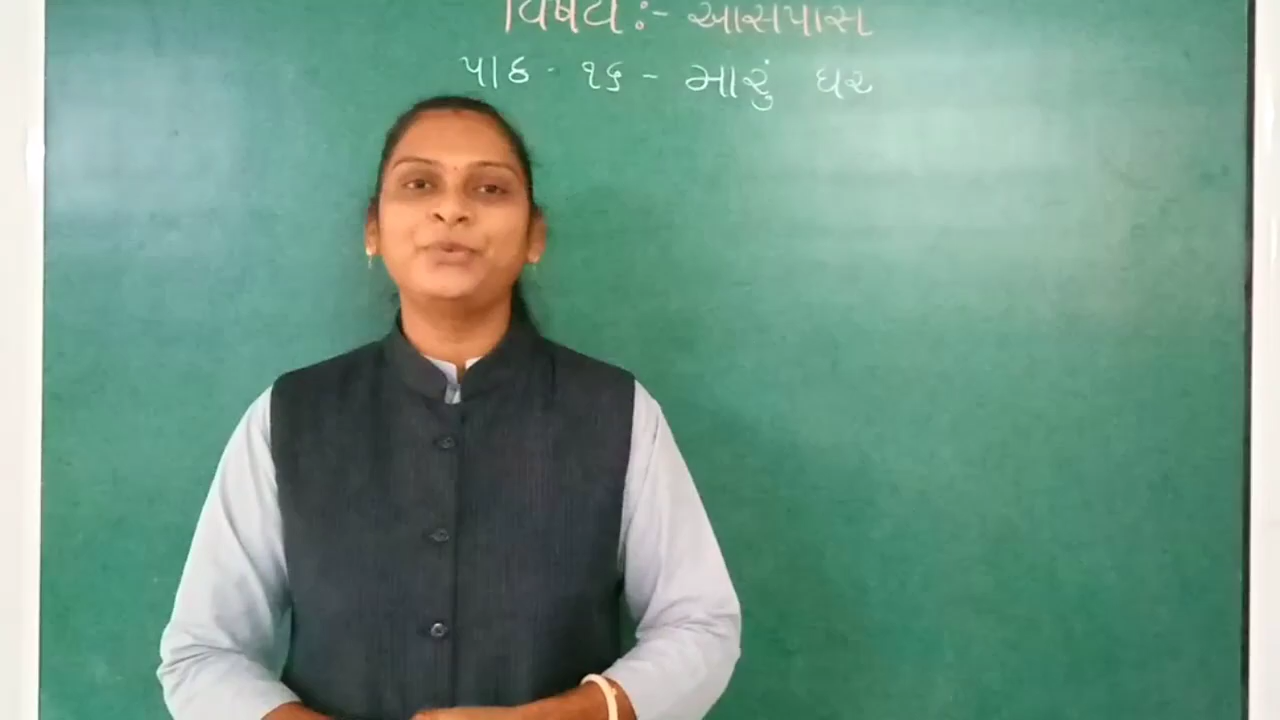 વિષય :- આસપાસ
પાઠ - ૧૬ - મારું ઘર